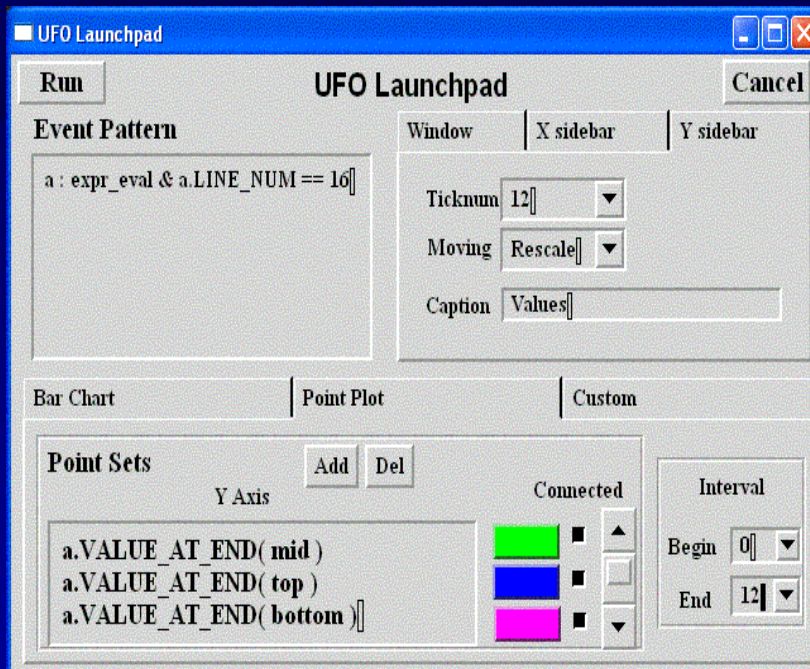 UFO Launchpad
Run
UFO Launchpad
Cancel
Event Pattern
a : expr_eval & a.LINE_NUM == 16
Window
X sidebar
Y sidebar
Ticknum 12
Moving Rescale
Caption Values
Bar Chart
Point Plot
Custom
Point Sets
Add
Del
Y Axis
Connected
a.VALUE_AT_END( mid )
a.VALUE_AT_END( top )
a.VALUE_AT_END( bottom )
Interval
Begin 0
End 12